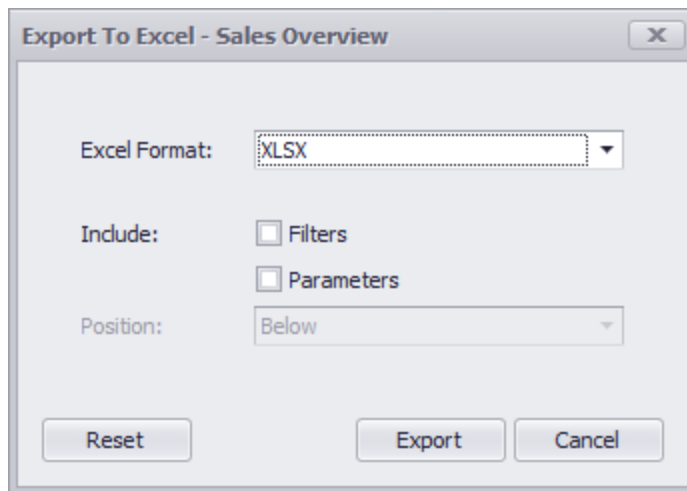 Export To Excel - Sales Overview
Excel Format: XLSX
Include: Filters
Parameters
Position: Below
Reset Export Cancel